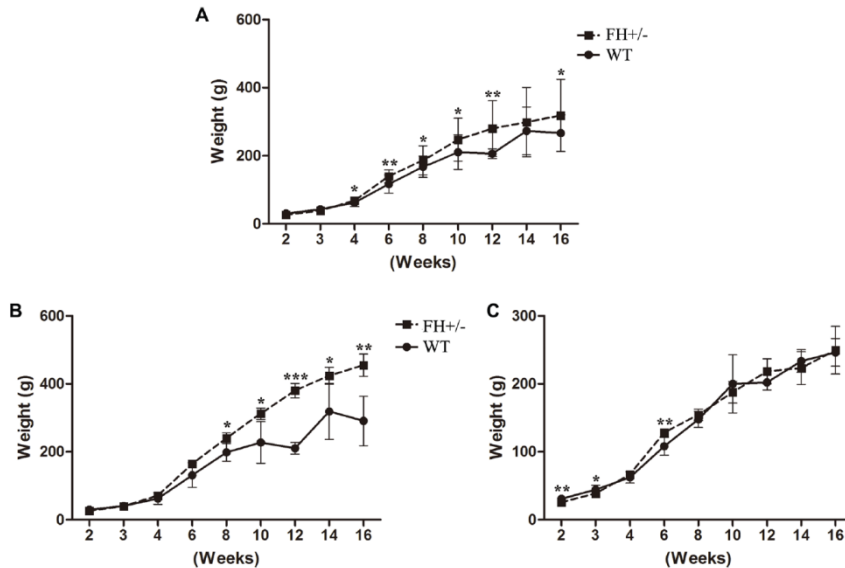 A
600
400
200
0
Weight (g)
* ** * * ** *
FH+/-
WT
2 3 4 6 8 10 12 14 16
(Weeks)
B
600
400
200
0
Weight (g)
* * *** * **
FH+/-
WT
2 3 4 6 8 10 12 14 16
(Weeks)
C
300
200
100
0
Weight (g)
** * **
2 3 4 6 8 10 12 14 16
(Weeks)